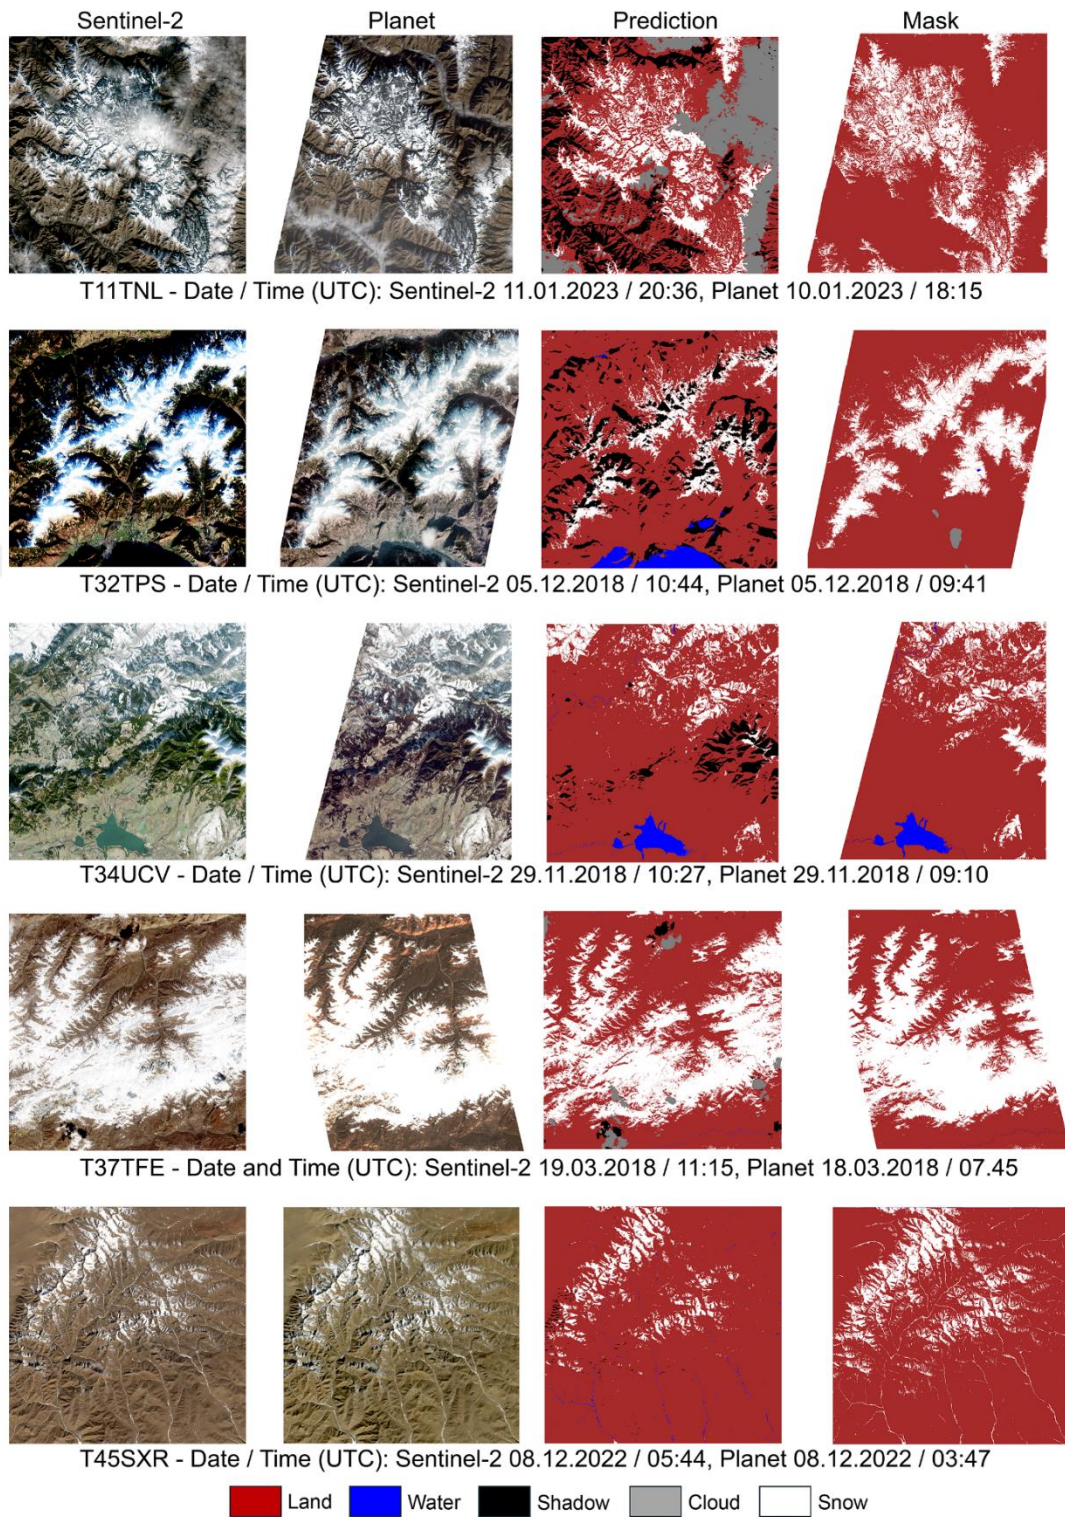 Sentinel-2 Planet Prediction Mask
T11TNL - Date / Time (UTC): Sentinel-2 11.01.2023 / 20:36, Planet 10.01.2023 / 18:15
T32TPS - Date / Time (UTC): Sentinel-2 05.12.2018 / 10:44, Planet 05.12.2018 / 09:41
T34UCV - Date / Time (UTC): Sentinel-2 29.11.2018 / 10:27, Planet 29.11.2018 / 09:10
T37TFE - Date and Time (UTC): Sentinel-2 19.03.2018 / 11:15, Planet 18.03.2018 / 07.45
T45SXR - Date / Time (UTC): Sentinel-2 08.12.2022 / 05:44, Planet 08.12.2022 / 03:47
Land Water Shadow Cloud Snow